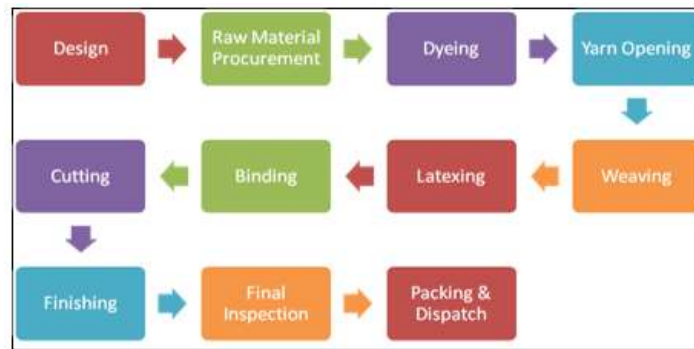 Design
Raw Material
Procurement
Dyeing
Yarn Opening
Weaving
Latexing
Binding
Cutting
Finishing
Final
Inspection
Packing &
Dispatch